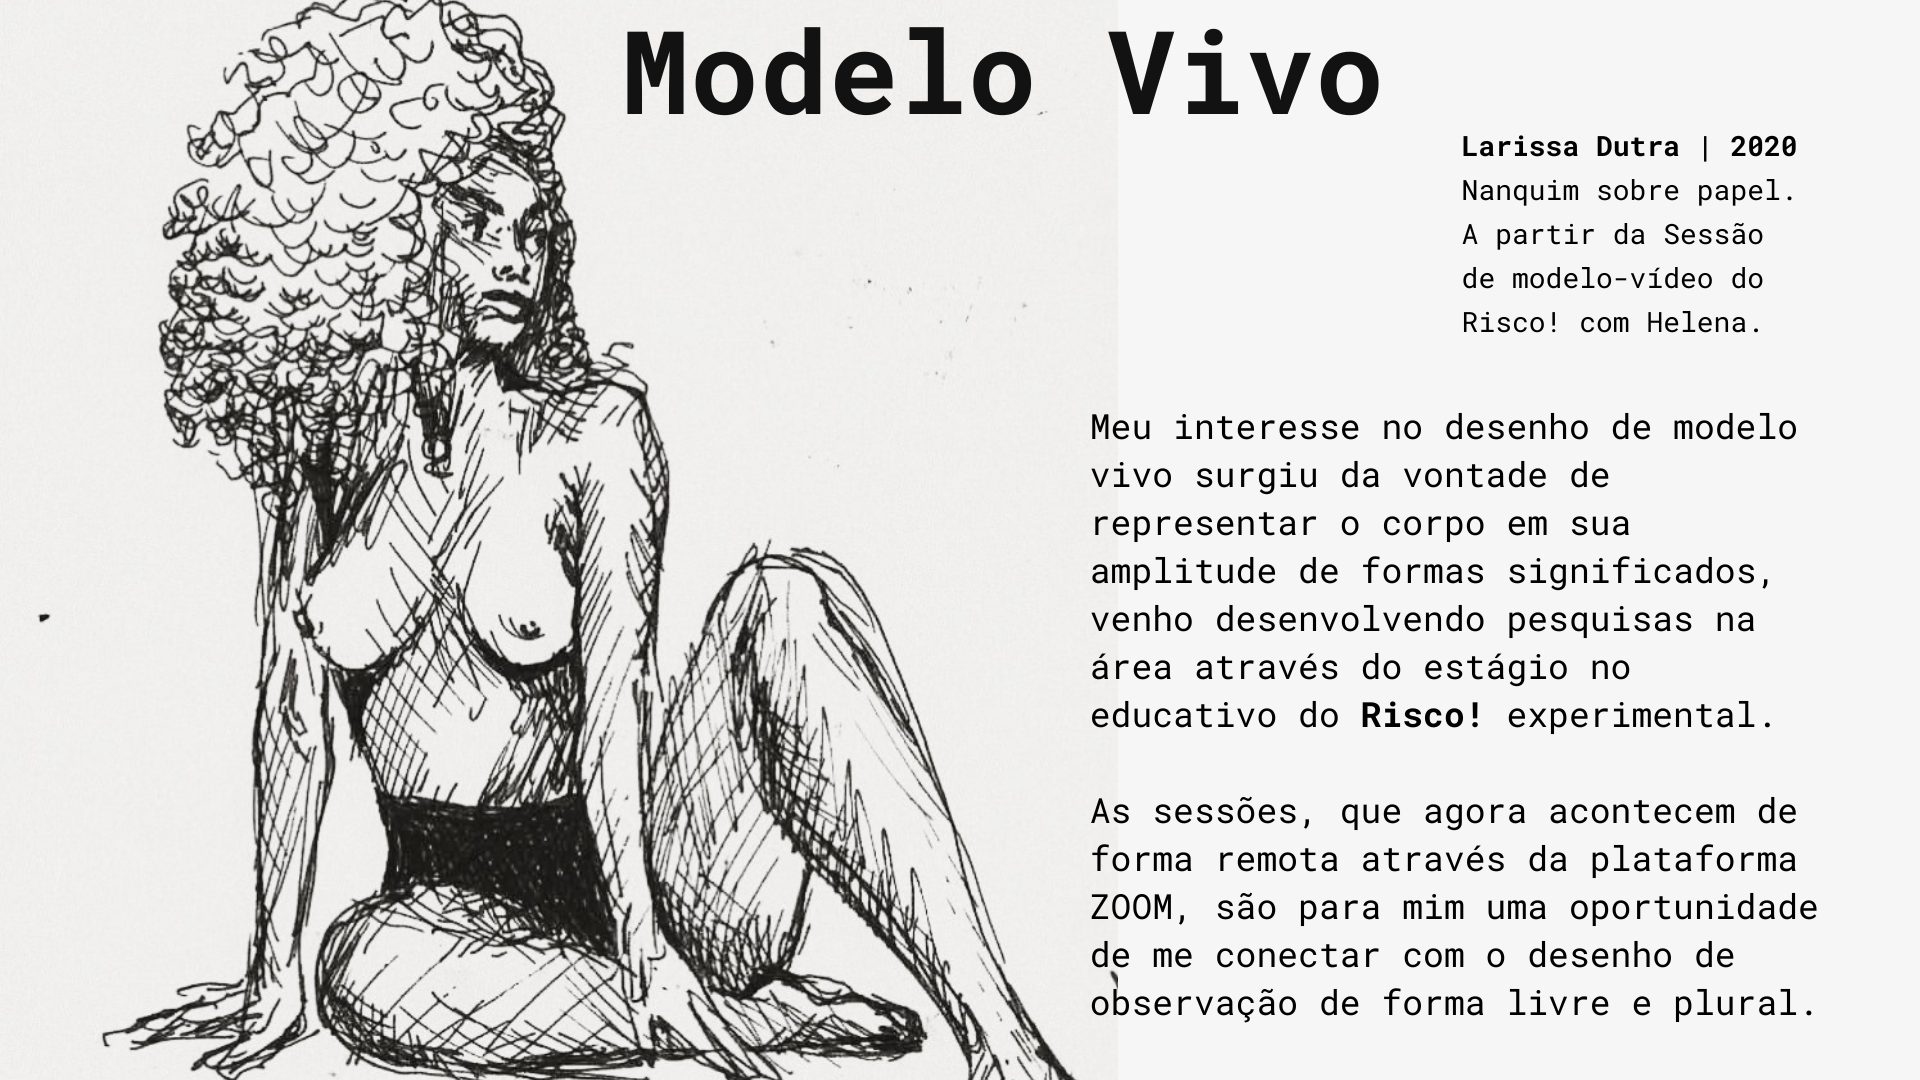 Modelo Vivo
Larissa Dutra | 2020
Nanquim sobre papel.
A partir da Sessão
de modelo-vídeo do
Risco! com Helena.
Meu interesse no desenho de modelo
vivo surgiu da vontade de
representar o corpo em sua
amplitude de formas significados,
venho desenvolvendo pesquisas na
área através do estágio no
educativo do Risco! experimental.
As sessões, que agora acontecem de
forma remota através da plataforma
ZOOM, são para mim uma oportunidade
de me conectar com o desenho de
observação de forma livre e plural.